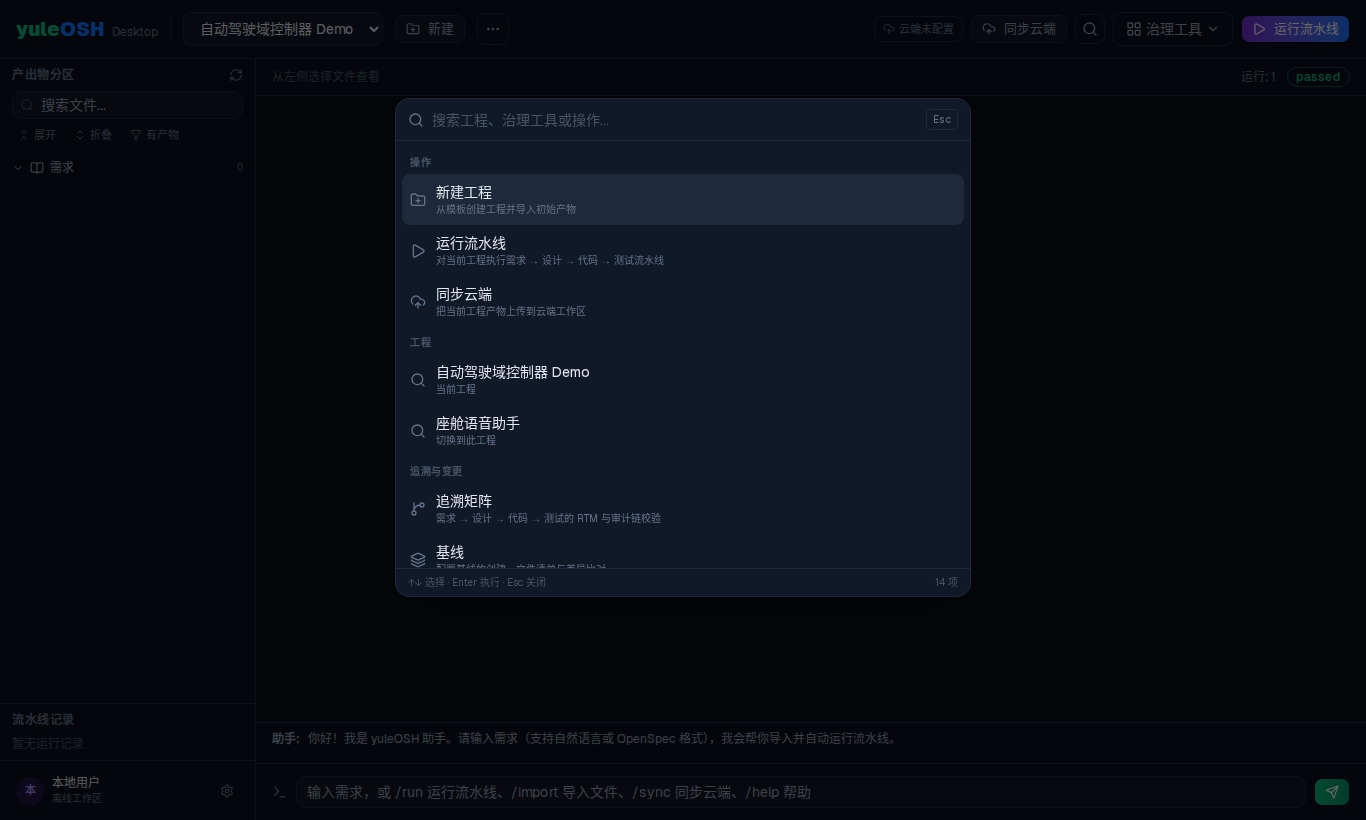 yuleOSH Desktop 自动驾驶域控制器 Demo 新建 云端未配置 同步云端 治理工具 运行流水线
产出物分区
搜索文件...
展开 折叠 有产物
需求 0
流水线记录
暂无运行记录
本 本地用户
离线工作区
从左侧选择文件查看 运行: 1 passed
搜索工程、治理工具或操作... Esc
操作
新建工程
从模板创建工程并导入初始产物
运行流水线
对当前工程执行需求 → 设计 → 代码 → 测试流水线
同步云端
把当前工程产物上传到云端工作区
工程
自动驾驶域控制器 Demo
当前工程
座舱语音助手
切换到此工程
追溯与变更
追溯矩阵
需求 → 设计 → 代码 → 测试的 RTM 与审计链校验
基线
↑↓ 选择 · Enter 执行 · Esc 关闭 14 项
助手: 你好！我是 yuleOSH 助手。请输入需求（支持自然语言或 OpenSpec 格式），我会帮你导入并自动运行流水线。
输入需求，或 /run 运行流水线、/import 导入文件、/sync 同步云端、/help 帮助